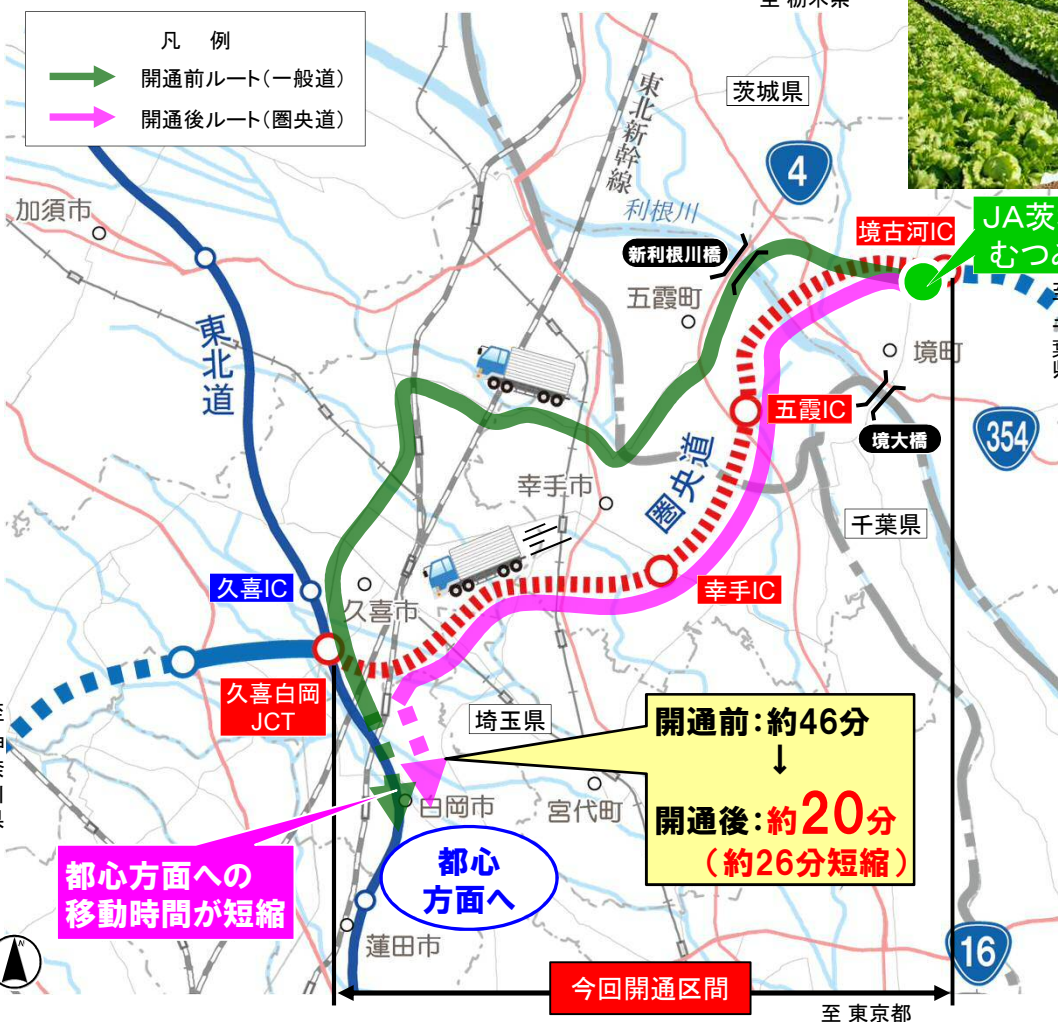 至 栃木県
凡 例
開通前ルート(一般道)
開通後ルート(圏央道)
茨城県
東北新幹線
4
利根川
加須市
新利根川橋
境古河IC
JA茨
むつみ
五霞町
東北道
境町
五霞IC
境大橋
354
圏央道
幸手市
千葉県
久喜IC
久喜市
幸手IC
久喜白岡
JCT
埼玉県
開通前:約46分
↓
開通後:約20分
(約26分短縮)
白岡市
宮代町
都心方面への
移動時間が短縮
都心
方面へ
蓮田市
N
16
今回開通区間
至 東京都